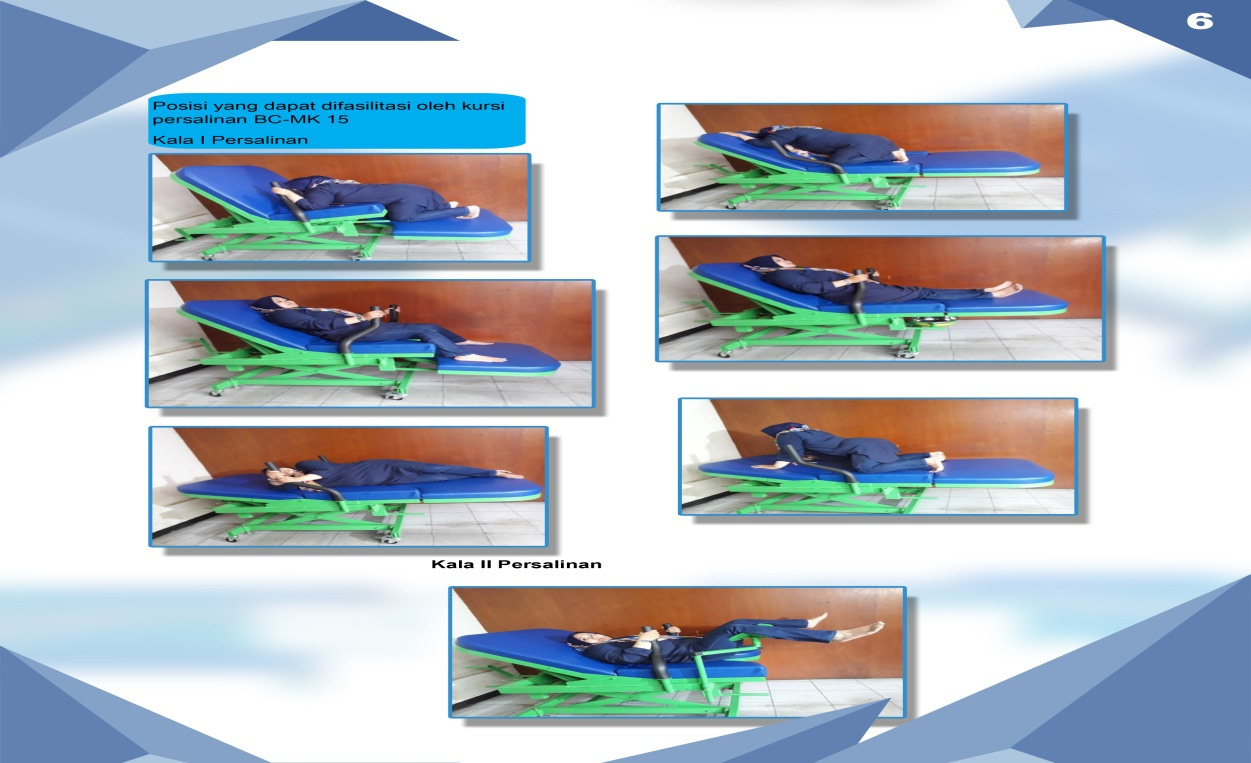 6
Posisi yang dapat difasilitasi oleh kursi
persalinan BC-MK 15
Kala I Persalinan
Kala II Persalinan